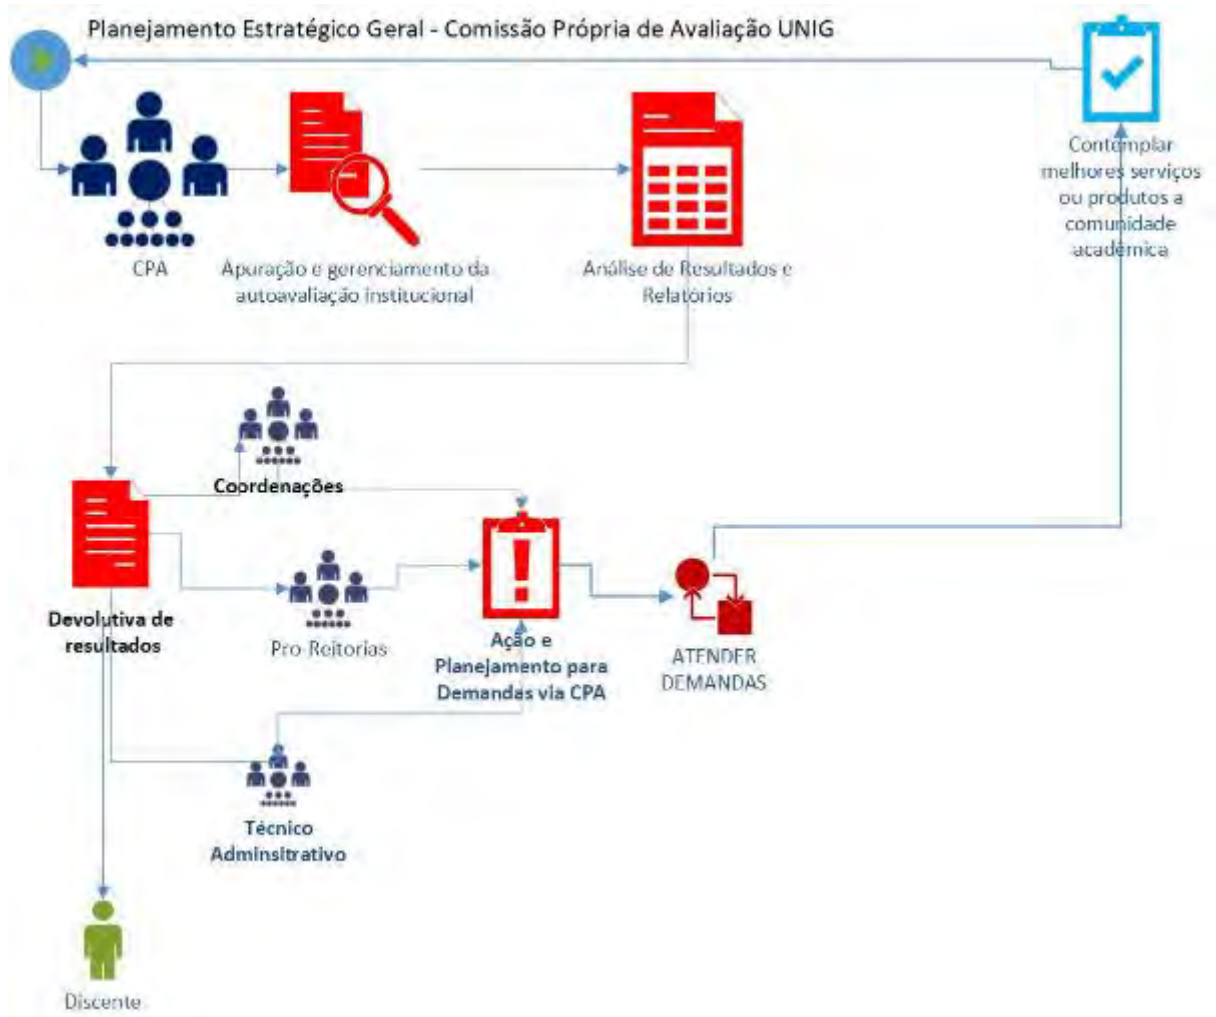 Planejamento Estratégico Geral - Comissão Própria de Avaliação UNIG
Contemplar
melhores serviços
ou produtos a
comunidade
acadêmica
CPA
Apuração e gerenciamento da
autoavaliação institucional
Análise de Resultados e
Relatórios
Coordenações
Devolutiva de
resultados
Pro-Reitorias
Ação e
Planejamento para
Demandas via CPA
ATENDER
DEMANDAS
Técnico
Adminsitrativo
Discente